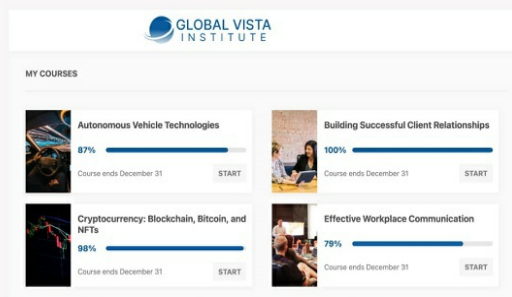 GLOBAL VISTA
INSTITUTE
MY COURSES
Autonomous Vehicle Technologies
87%
Course ends December 31
START
Building Successful Client Relationships
100%
Course ends December 31
START
Cryptocurrency: Blockchain, Bitcoin, and
NFTs
98%
Course ends December 31
START
Effective Workplace Communication
79%
Course ends December 31
START